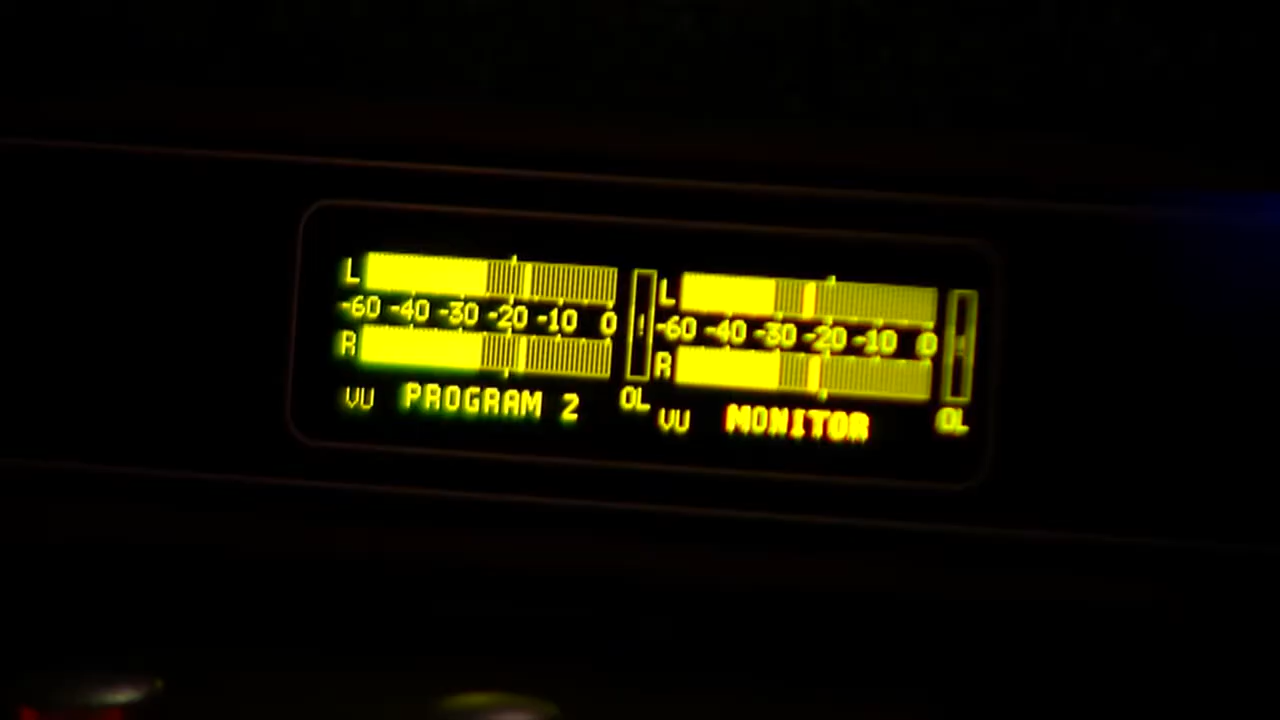 L
-60 -40 -30 -20 -10 0
R
VU PROGRAM 2 OL
L
-60 -40 -30 -20 -10 0
R
VU MONITOR OL